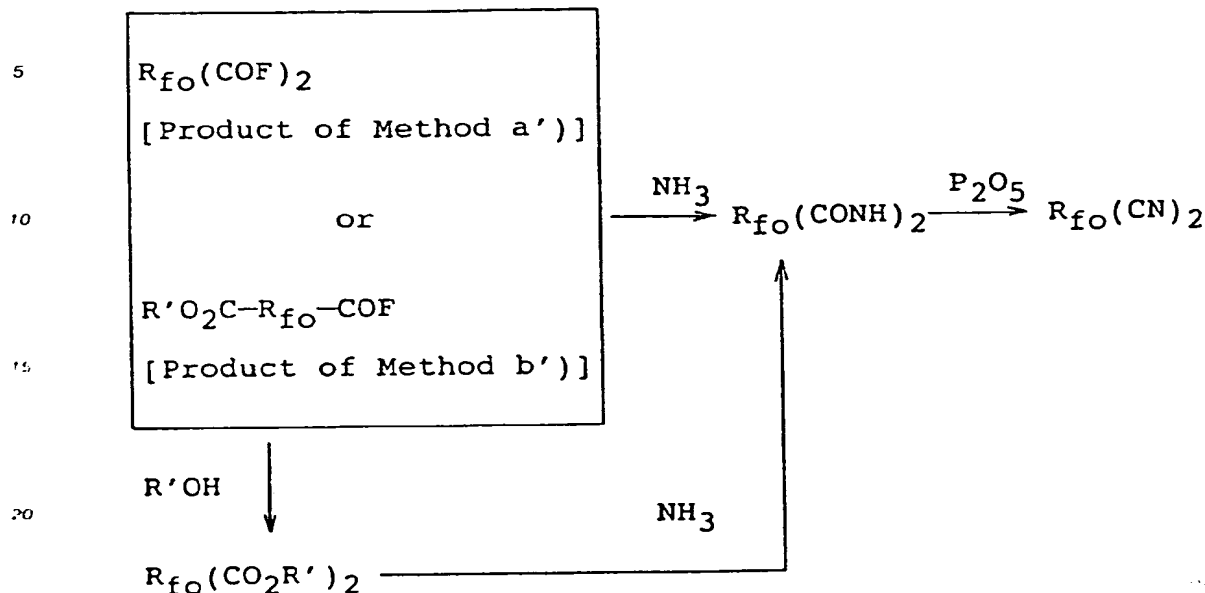 5
R_fo(COF)_2
[Product of Method a')]
NH_3
P_2O_5
10
or
R_fo(CONH)_2
R_fo(CN)_2
R'O_2C-R_fo-COF
15
[Product of Method b')]
R'OH
20
NH_3
R_fo(CO_2R')_2